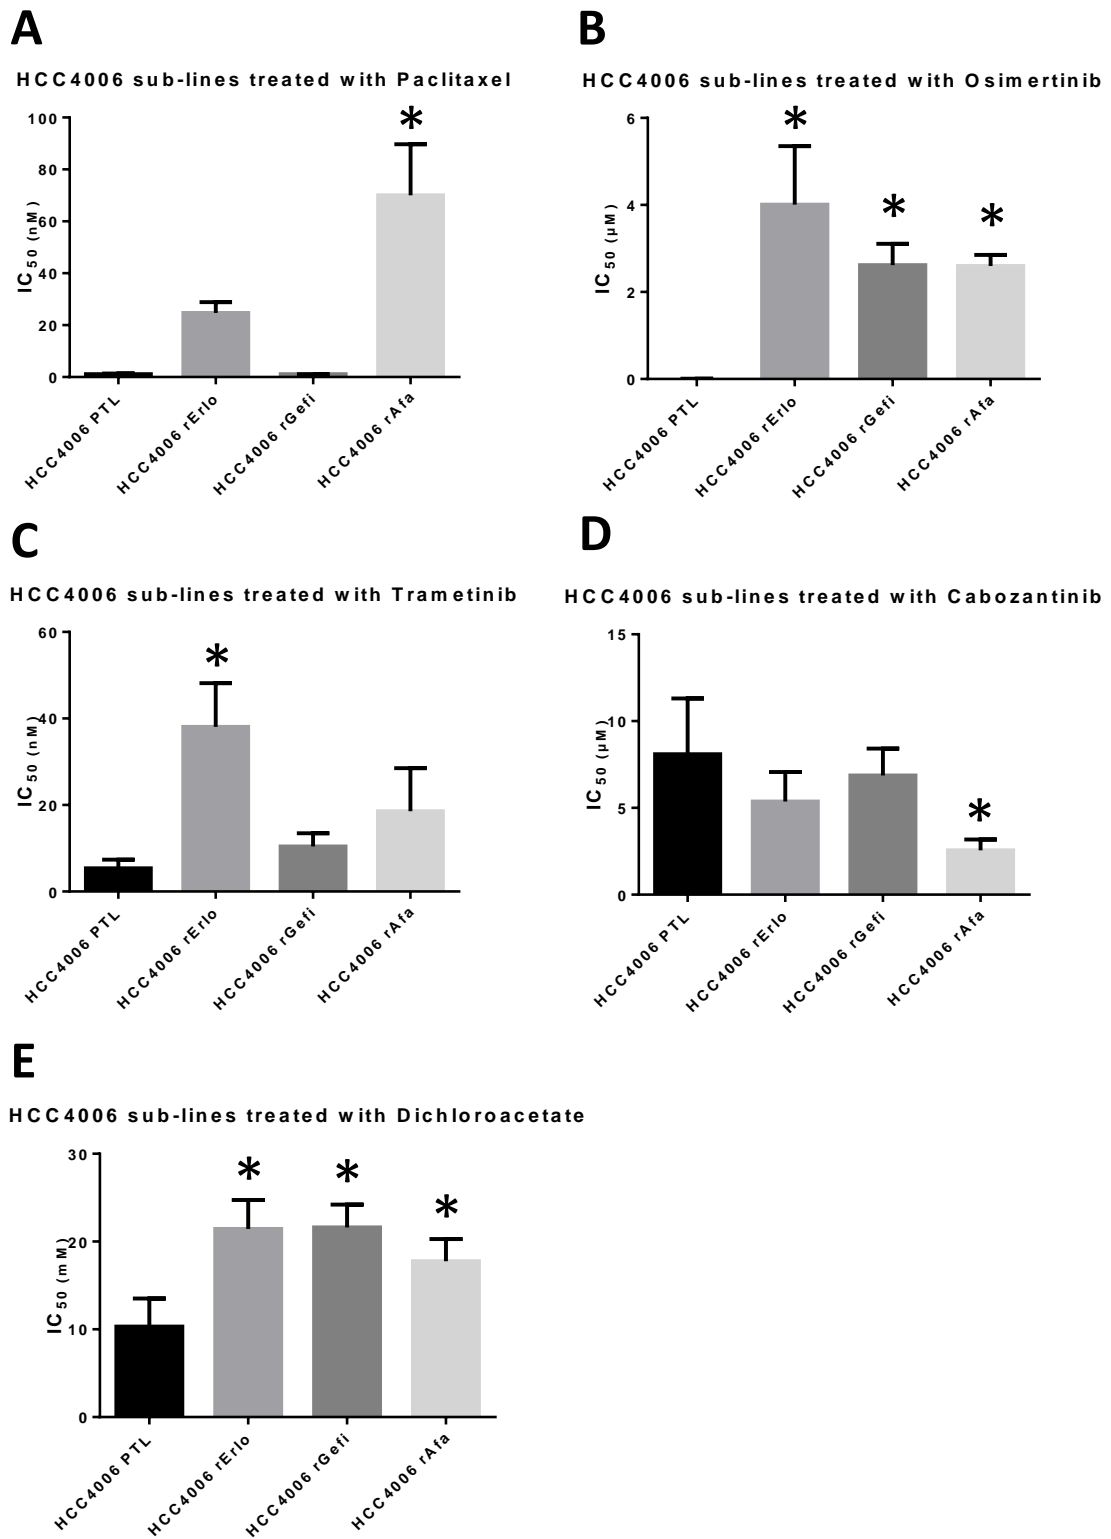 A
HCC4006 sub-lines treated with Paclitaxel
IC50 (nM)
100
80
60
40
20
0
*
HCC4006 PTL
HCC4006 rErlo
HCC4006 rGefi
HCC4006 rAfa
B
HCC4006 sub-lines treated with Osimertinib
IC50 (µM)
6
4
2
0
*
*
*
HCC4006 PTL
HCC4006 rErlo
HCC4006 rGefi
HCC4006 rAfa
C
HCC4006 sub-lines treated with Trametinib
IC50 (nM)
60
40
20
0
*
HCC4006 PTL
HCC4006 rErlo
HCC4006 rGefi
HCC4006 rAfa
D
HCC4006 sub-lines treated with Cabozantinib
IC50 (µM)
15
10
5
0
*
HCC4006 PTL
HCC4006 rErlo
HCC4006 rGefi
HCC4006 rAfa
E
HCC4006 sub-lines treated with Dichloroacetate
IC50 (mM)
30
20
10
0
*
*
*
HCC4006 PTL
HCC4006 rErlo
HCC4006 rGefi
HCC4006 rAfa